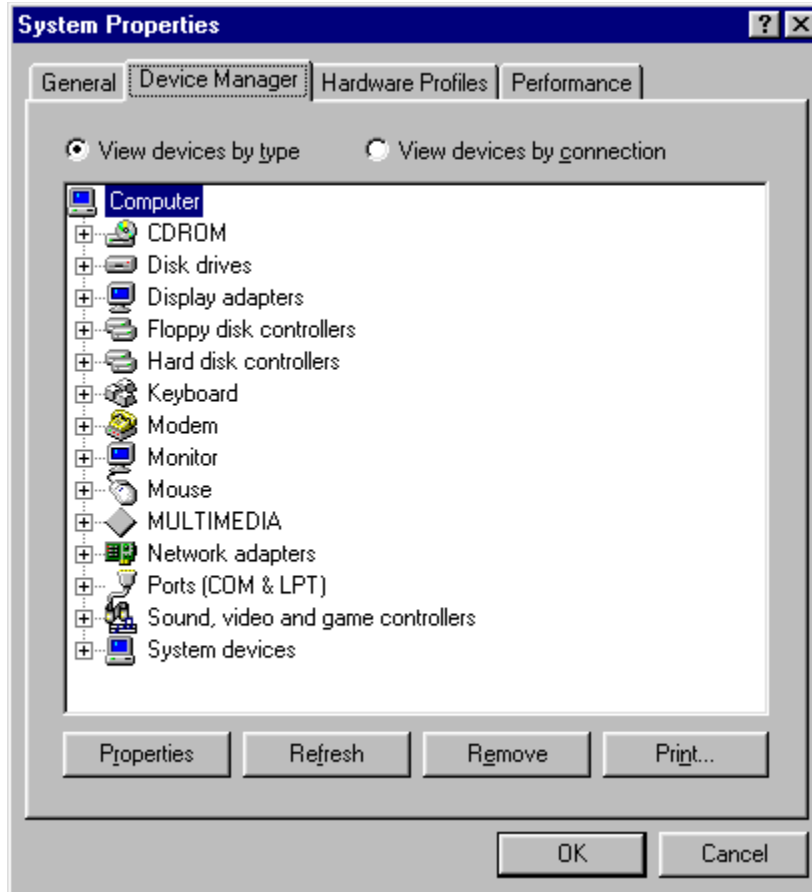 System Properties
General Device Manager Hardware Profiles Performance
View devices by type View devices by connection
Computer
CDROM
Disk drives
Display adapters
Floppy disk controllers
Hard disk controllers
Keyboard
Modem
Monitor
Mouse
MULTIMEDIA
Network adapters
Ports (COM & LPT)
Sound, video and game controllers
System devices
Properties Refresh Remove Print...
OK Cancel